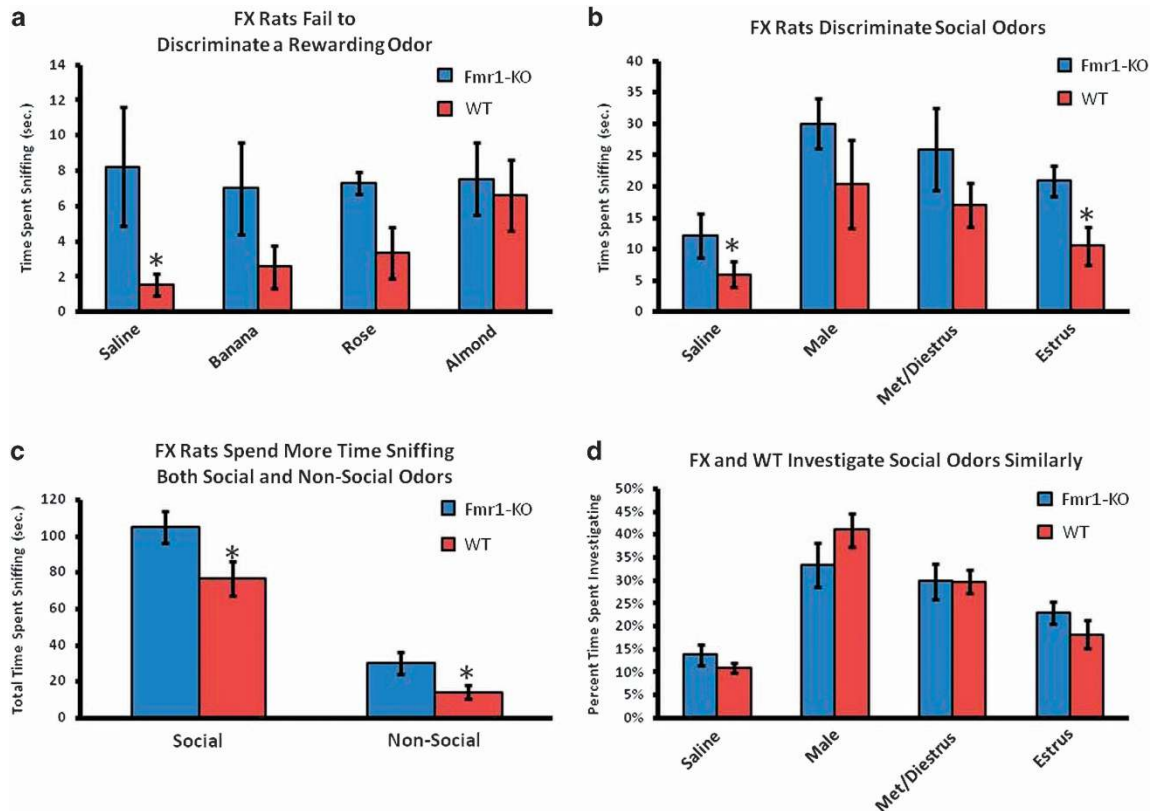 a
FX Rats Fail to
Discriminate a Rewarding Odor
Fmr1-KO
WT
Time Spent Sniffing (sec.)
14
12
10
8
6
4
2
0
*
Saline
Banana
Rose
Almond
b
FX Rats Discriminate Social Odors
Fmr1-KO
WT
Time Spent Sniffing (sec.)
40
35
30
25
20
15
10
5
0
*
*
Saline
Male
Met/Diestrus
Estrus
c
FX Rats Spend More Time Sniffing
Both Social and Non-Social Odors
Fmr1-KO
WT
Total Time Spent Sniffing (sec.)
120
100
80
60
40
20
0
*
*
Social
Non-Social
d
FX and WT Investigate Social Odors Similarly
Fmr1-KO
WT
Percent Time Spent Investigating
50%
45%
40%
35%
30%
25%
20%
15%
10%
5%
0%
Saline
Male
Met/Diestrus
Estrus